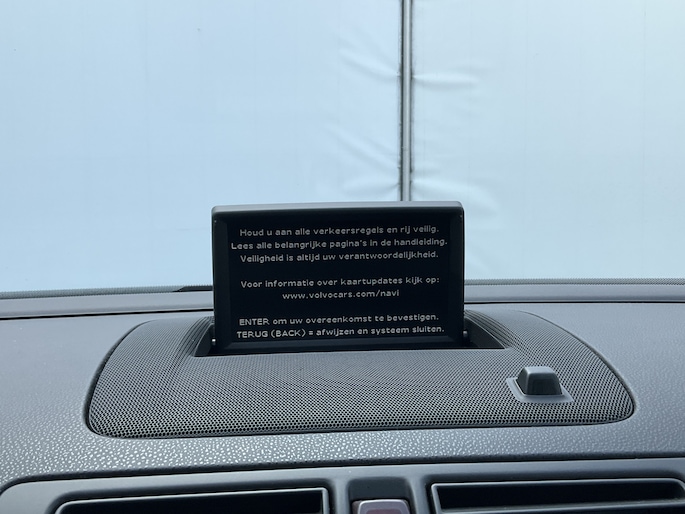 Houd u aan alle verkeersregels en rij veilig.
Lees alle belangrijke pagina's in de handleiding.
Veiligheid is altijd uw verantwoordelijkheid.
Voor informatie over kaartupdates kijk op:
www.volvocars.com/navi
ENTER om uw overeenkomst te bevestigen.
TERUG (BACK) = afwijzen en systeem sluiten.